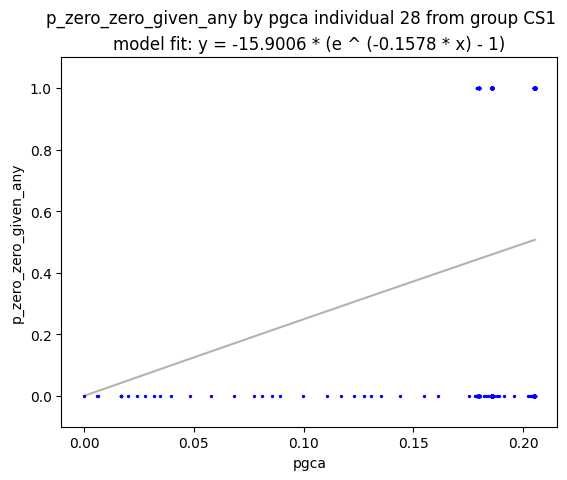 p_zero_zero_given_any by pgca individual 28 from group CS1
model fit: y = -15.9006 * (e ^ (-0.1578 * x) - 1)
p_zero_zero_given_any
1.0
0.8
0.6
0.4
0.2
0.0
0.00 0.05 0.10 0.15 0.20
pgca